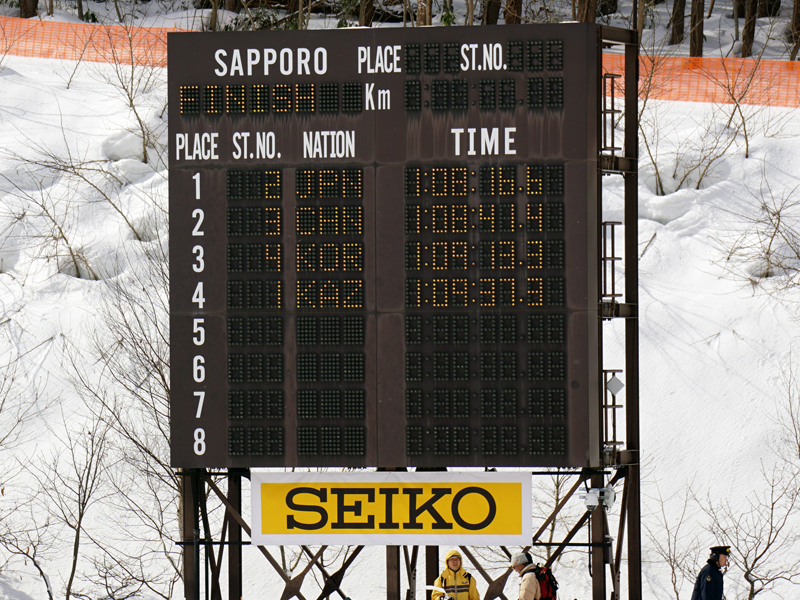 SAPPORO PLACE ST.NO.
FINISH Km
PLACE ST.NO. NATION TIME
1 2 JPN 1:08:16.6
2 3 CHN 1:08:41.4
3 4 KOR 1:09:13.9
4 1 KAZ 1:09:37.3
5
6
7
8
SEIKO